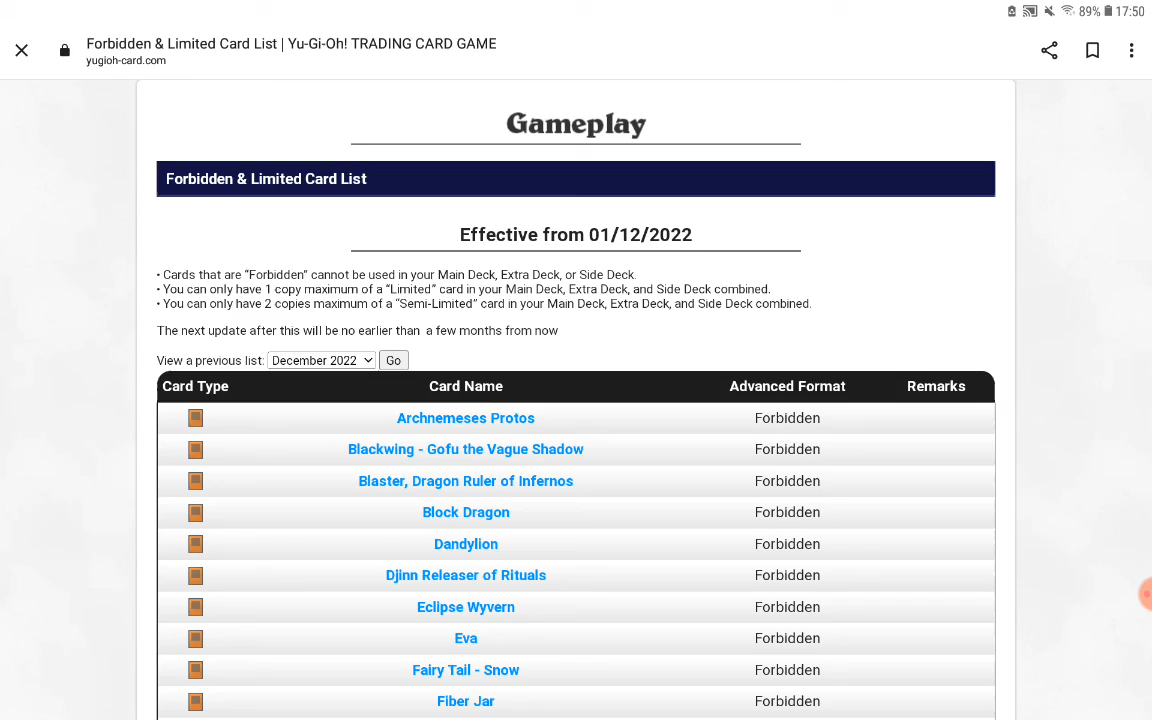 89% 17:50
Forbidden & Limited Card List | Yu-Gi-Oh! TRADING CARD GAME
yugioh-card.com
Gameplay
Forbidden & Limited Card List
Effective from 01/12/2022
• Cards that are “Forbidden” cannot be used in your Main Deck, Extra Deck, or Side Deck.
• You can only have 1 copy maximum of a “Limited” card in your Main Deck, Extra Deck, and Side Deck combined.
• You can only have 2 copies maximum of a “Semi-Limited” card in your Main Deck, Extra Deck, and Side Deck combined.
The next update after this will be no earlier than a few months from now
View a previous list: December 2022 Go
Card Type Card Name Advanced Format Remarks
Archnemeses Protos Forbidden
Blackwing - Gofu the Vague Shadow Forbidden
Blaster, Dragon Ruler of Infernos Forbidden
Block Dragon Forbidden
Dandylion Forbidden
Djinn Releaser of Rituals Forbidden
Eclipse Wyvern Forbidden
Eva Forbidden
Fairy Tail - Snow Forbidden
Fiber Jar Forbidden